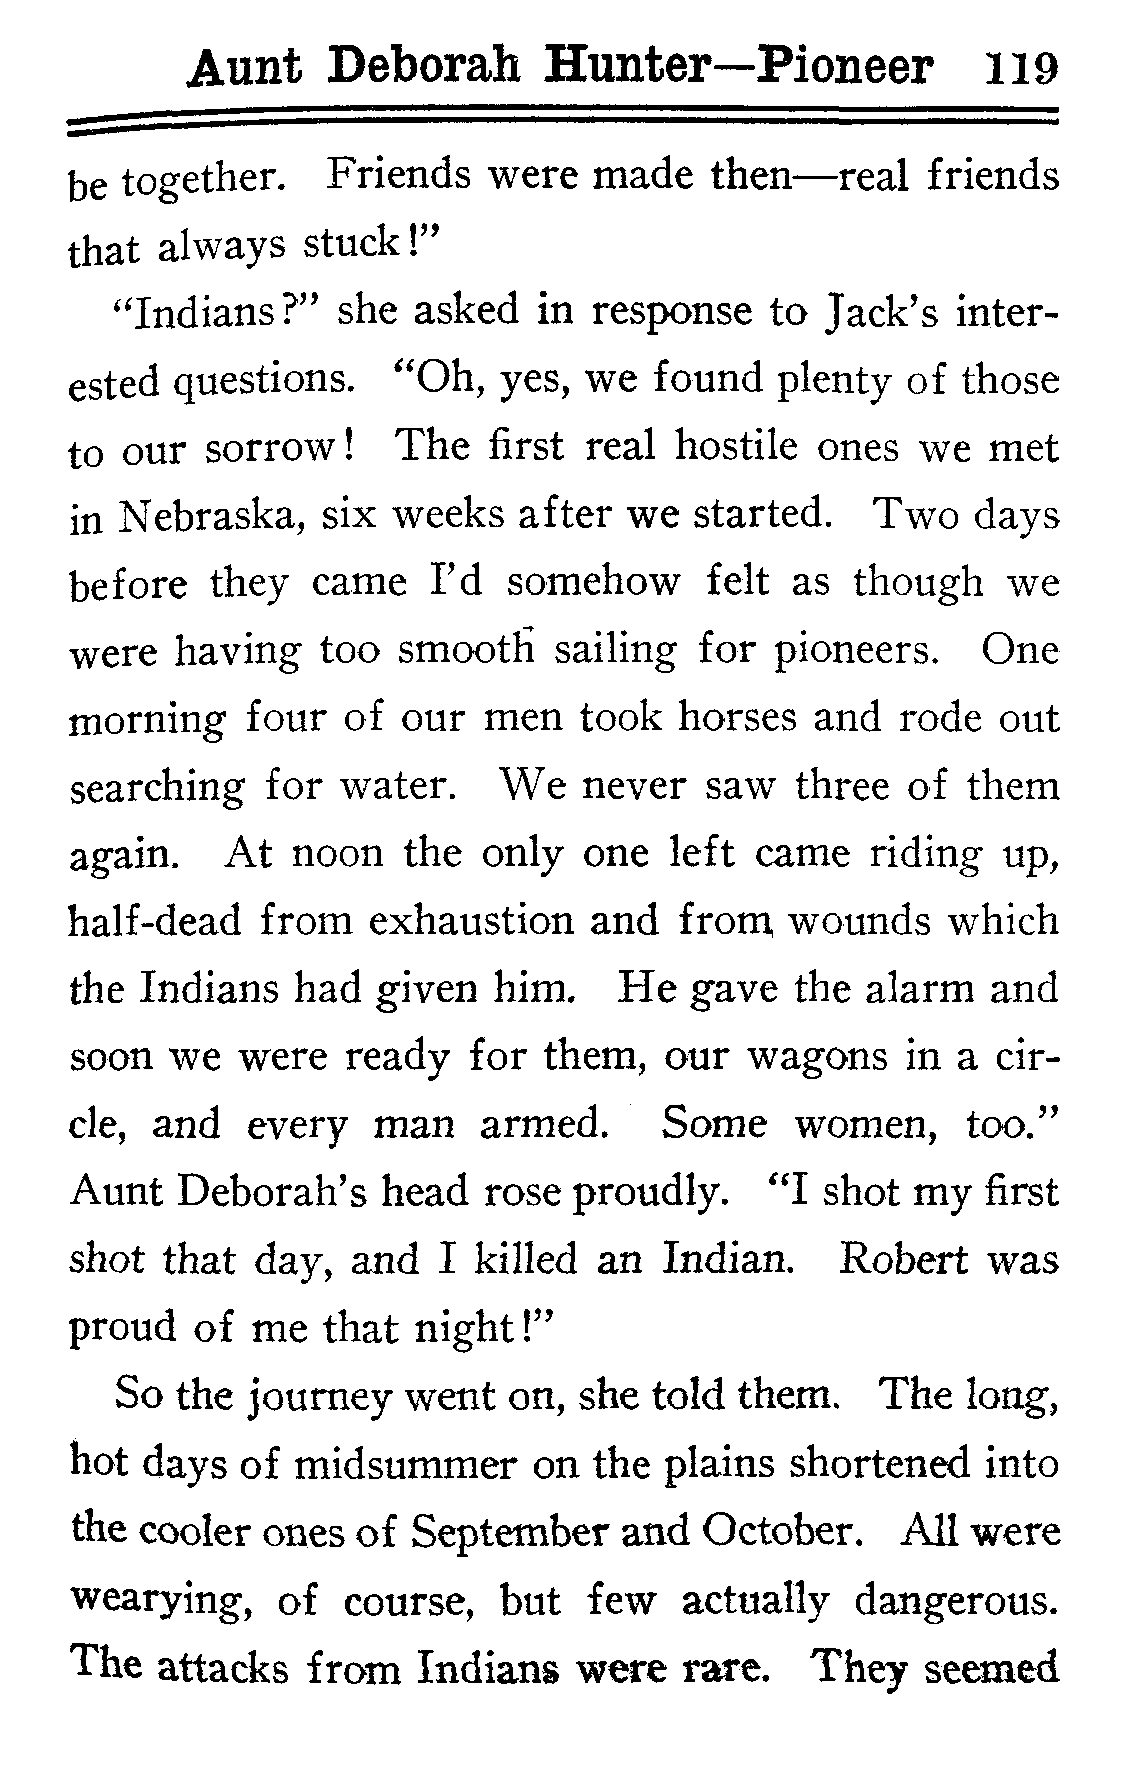 Aunt Deborah Hunter—Pioneer 119
be together. Friends were made then—real friends
that always stuck!”
“Indians?” she asked in response to Jack’s inter-
ested questions. “Oh, yes, we found plenty of those
to our sorrow! The first real hostile ones we met
in Nebraska, six weeks after we started. Two days
before they came I’d somehow felt as though we
were having too smooth sailing for pioneers. One
morning four of our men took horses and rode out
searching for water. We never saw three of them
again. At noon the only one left came riding up,
half-dead from exhaustion and from wounds which
the Indians had given him. He gave the alarm and
soon we were ready for them, our wagons in a cir-
cle, and every man armed. Some women, too.”
Aunt Deborah’s head rose proudly. “I shot my first
shot that day, and I killed an Indian. Robert was
proud of me that night!”
So the journey went on, she told them. The long,
hot days of midsummer on the plains shortened into
the cooler ones of September and October. All were
wearying, of course, but few actually dangerous.
The attacks from Indians were rare. They seemed